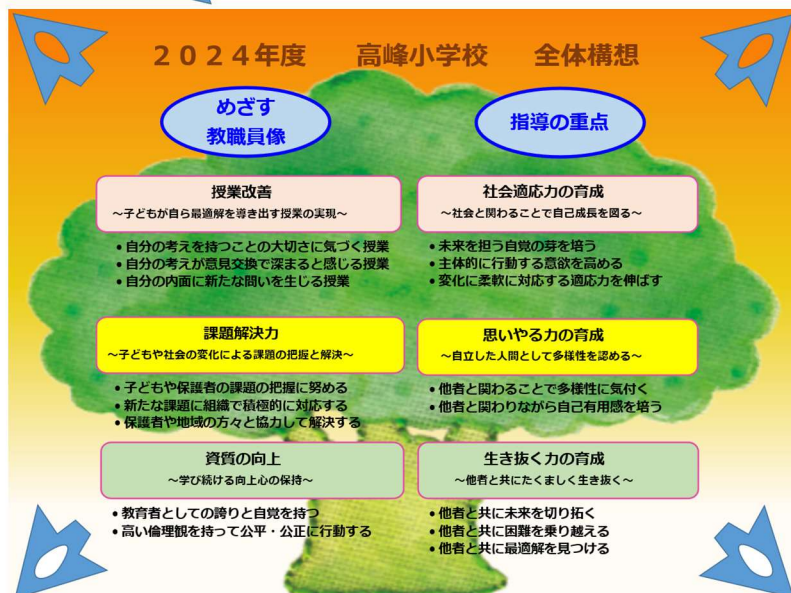 2024年度 高峰小学校 全体構想
めざす
教職員像
授業改善
～子どもが自ら最適解を導き出す授業の実現～
• 自分の考えを持つことの大切さに気づく授業
• 自分の考えが意見交換で深まると感じる授業
• 自分の内面に新たな問いを生じる授業
課題解決力
～子どもや社会の変化による課題の把握と解決～
• 子どもや保護者の課題の把握に努める
• 新たな課題に組織で積極的に対応する
• 保護者や地域の方々と協力して解決する
資質の向上
～学び続ける向上心の保持～
• 教育者としての誇りと自覚を持つ
• 高い倫理観を持って公平・公正に行動する
指導の重点
社会適応力の育成
～社会と関わることで自己成長を図る～
• 未来を担う自覚の芽を培う
• 主体的に行動する意欲を高める
• 変化に柔軟に対応する適応力を伸ばす
思いやる力の育成
～自立した人間として多様性を認める～
• 他者と関わることで多様性に気付く
• 他者と関わりながら自己有用感を培う
生き抜く力の育成
～他者と共にたくましく生き抜く～
• 他者と共に未来を切り拓く
• 他者と共に困難を乗り越える
• 他者と共に最適解を見つける